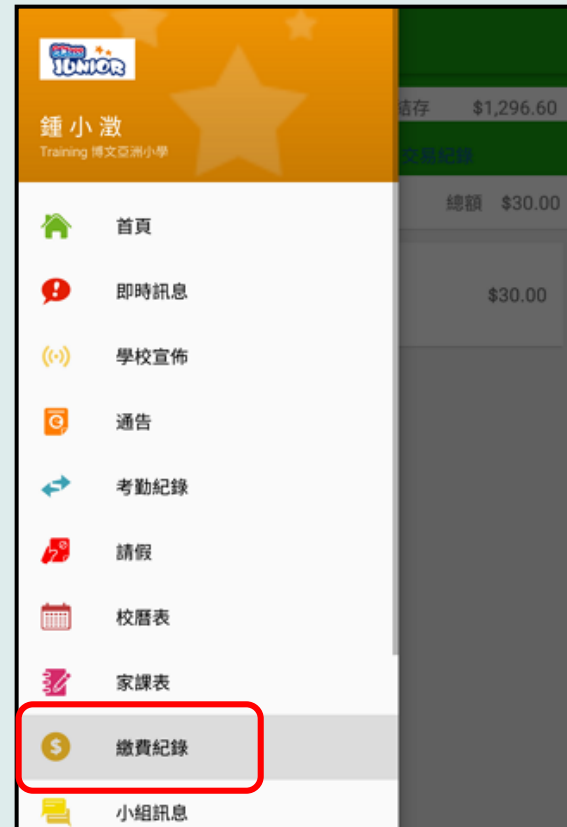 JUNIOR
鍾小澂
Training 博文亞洲小學
結存 $1,296.60
交易紀錄
總額 $30.00
$30.00
首頁
即時訊息
學校宣佈
通告
考勤紀錄
請假
校曆表
家課表
繳費紀錄
小組訊息